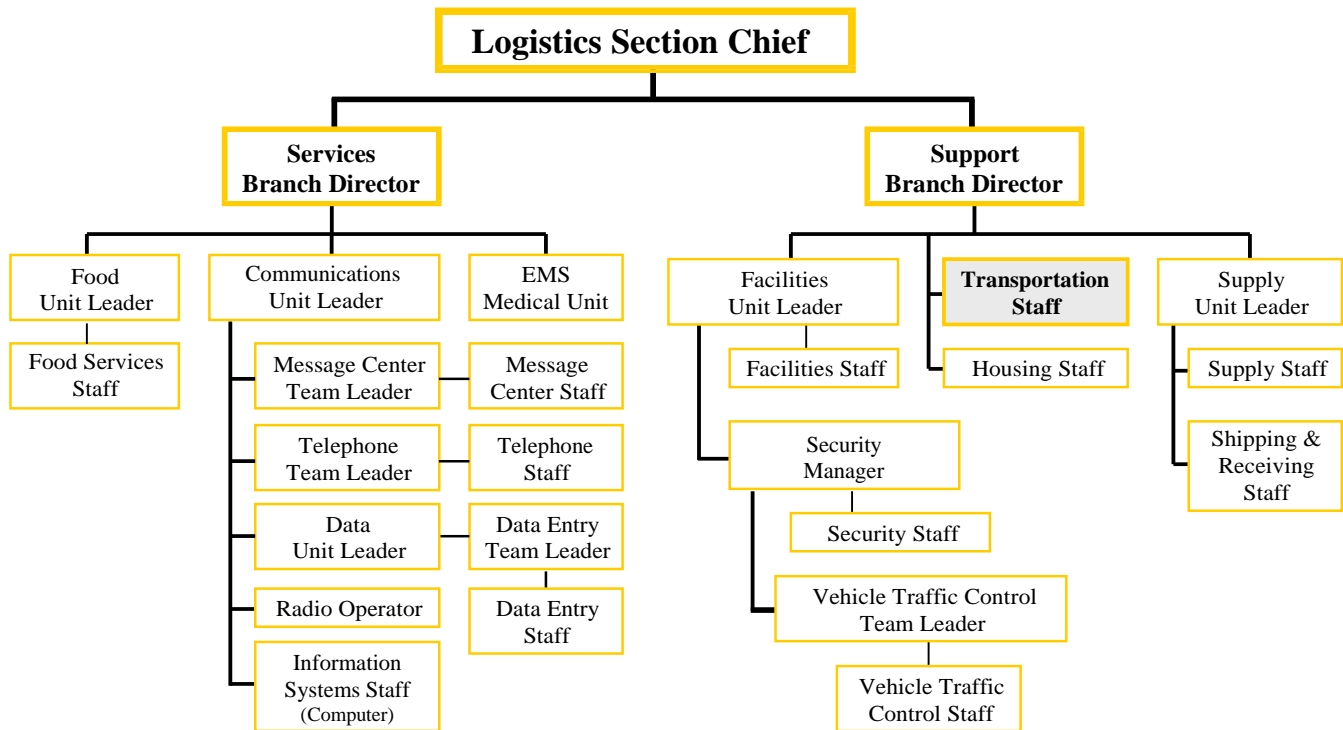 Logistics Section Chief
Services
Branch Director
Support
Branch Director
Food
Unit Leader
Communications
Unit Leader
EMS
Medical Unit
Facilities
Unit Leader
Transportation
Staff
Supply
Unit Leader
Food Services
Staff
Message Center
Team Leader
Message
Center Staff
Facilities Staff
Housing Staff
Supply Staff
Telephone
Team Leader
Telephone
Staff
Security
Manager
Shipping &
Receiving
Staff
Data
Unit Leader
Data Entry
Team Leader
Security Staff
Radio Operator
Data Entry
Staff
Vehicle Traffic Control
Team Leader
Information
Systems Staff
(Computer)
Vehicle Traffic
Control Staff